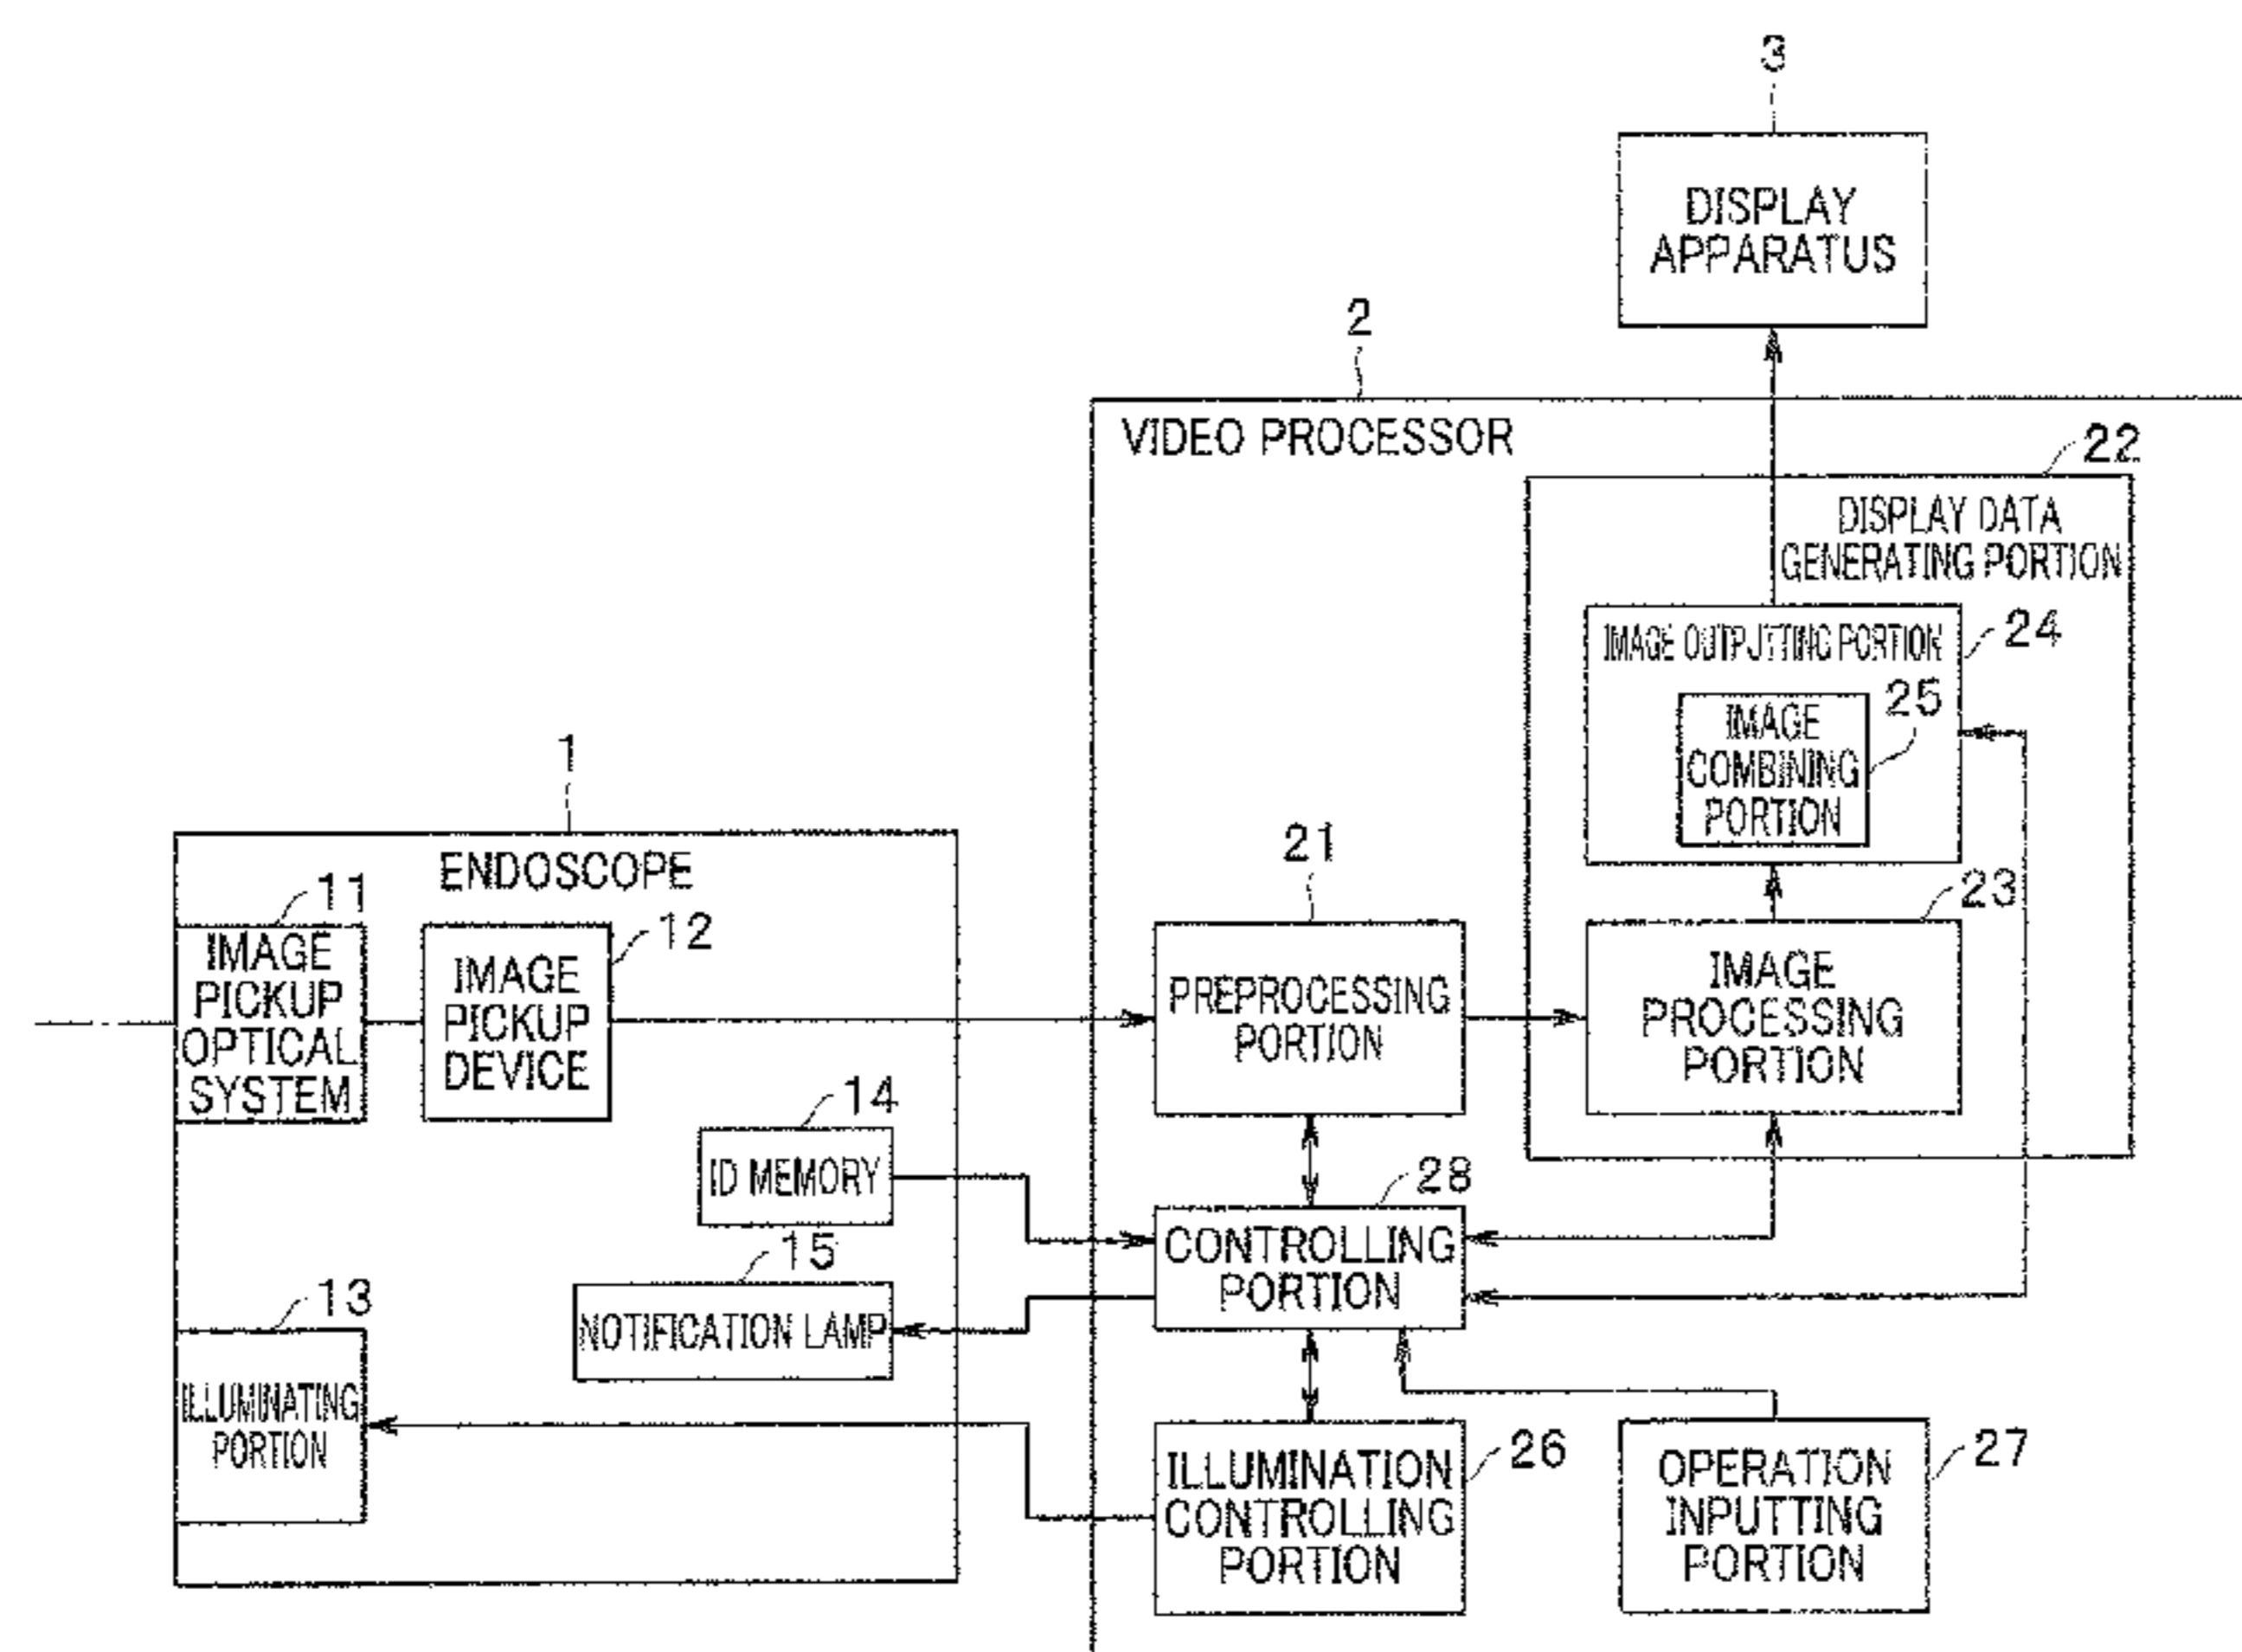 3
DISPLAY
APPARATUS
2
VIDEO PROCESSOR
22
DISPLAY DATA
GENERATING PORTION
IMAGE OUTPJTTING PORTION
24
25
IMAGE
COMBINING
PORTION
1
ENDOSCOPE
11
IMAGE
PICKUP
OPTICAL
SYSTEM
12
IMAGE
PICKUP
DEVICE
21
PREPROCESSING
PORTION
23
IMAGE
PROCESSING
PORTION
14
ID MEMORY
28
CONTROLLING
PORTION
15
NOTIFICATION LAMP
13
ILLUMINATING
PORTION
26
ILLUMINATION
CONTROLLING
PORTION
27
OPERATION
INPUTTING
PORTION